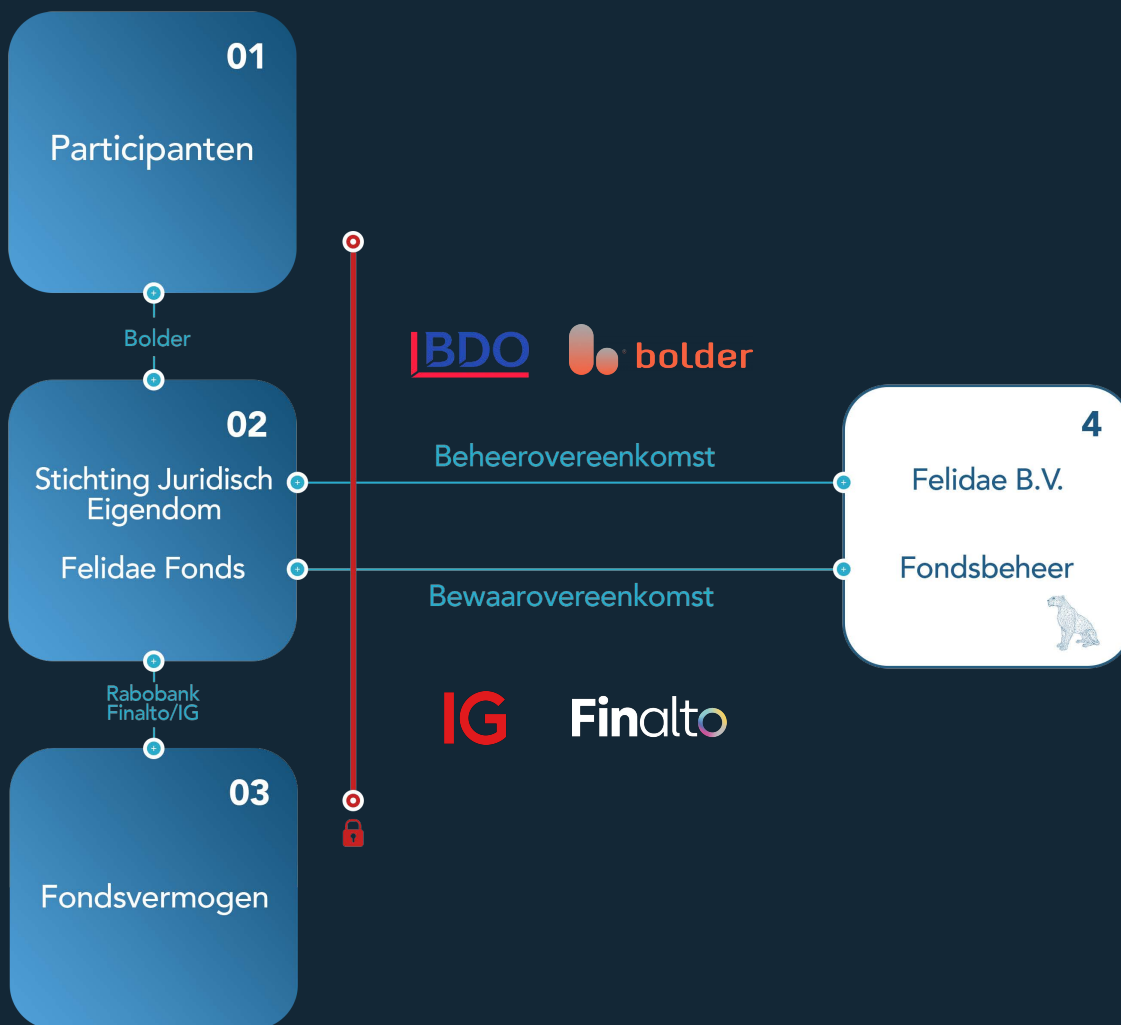 01
Participanten
Bolder
02
Stichting Juridisch
Eigendom
Felidae Fonds
Rabobank
Finalto/IG
03
Fondsvermogen
BDO
bolder
Beheerovereenkomst
Bewaarovereenkomst
IG
Finalto
4
Felidae B.V.
Fondsbeheer